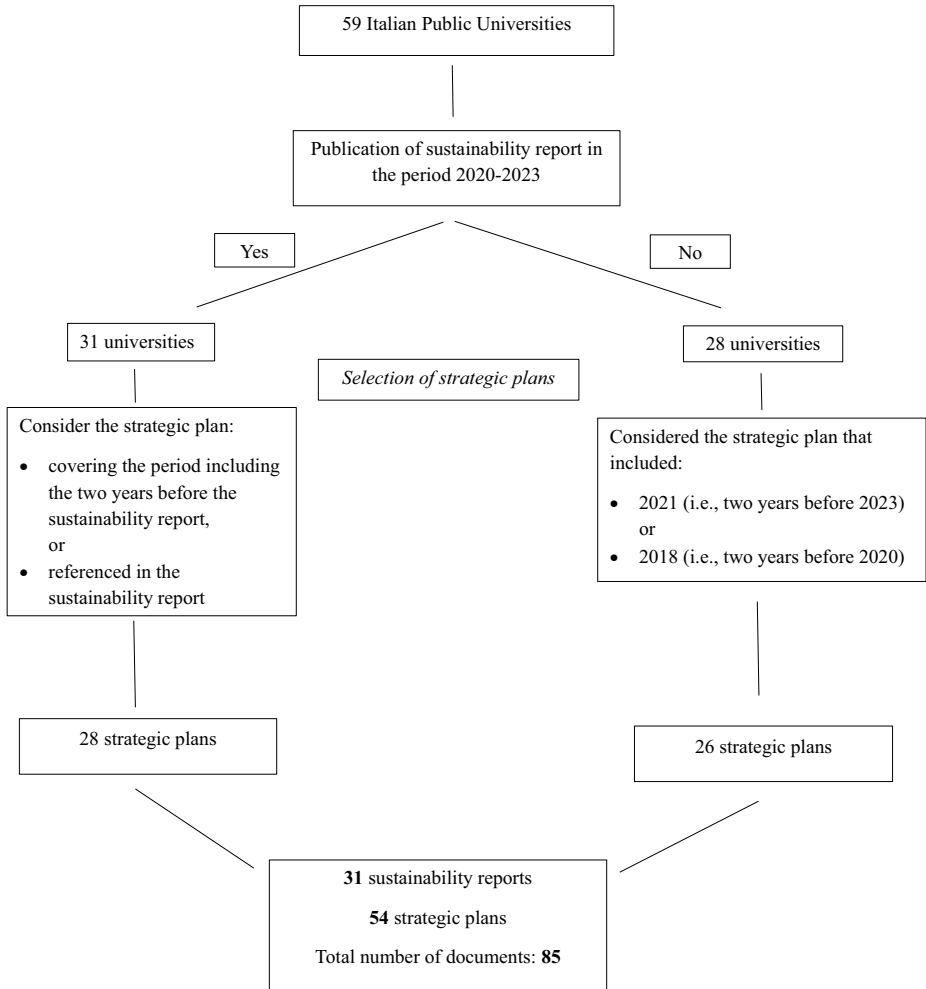 59 Italian Public Universities
Publication of sustainability report in
the period 2020-2023
Yes
No
31 universities
28 universities
Selection of strategic plans
Consider the strategic plan:
• covering the period including
the two years before the
sustainability report,
or
• referenced in the
sustainability report
Considered the strategic plan that
included:
• 2021 (i.e., two years before 2023)
or
• 2018 (i.e., two years before 2020)
28 strategic plans
26 strategic plans
31 sustainability reports
54 strategic plans
Total number of documents: 85